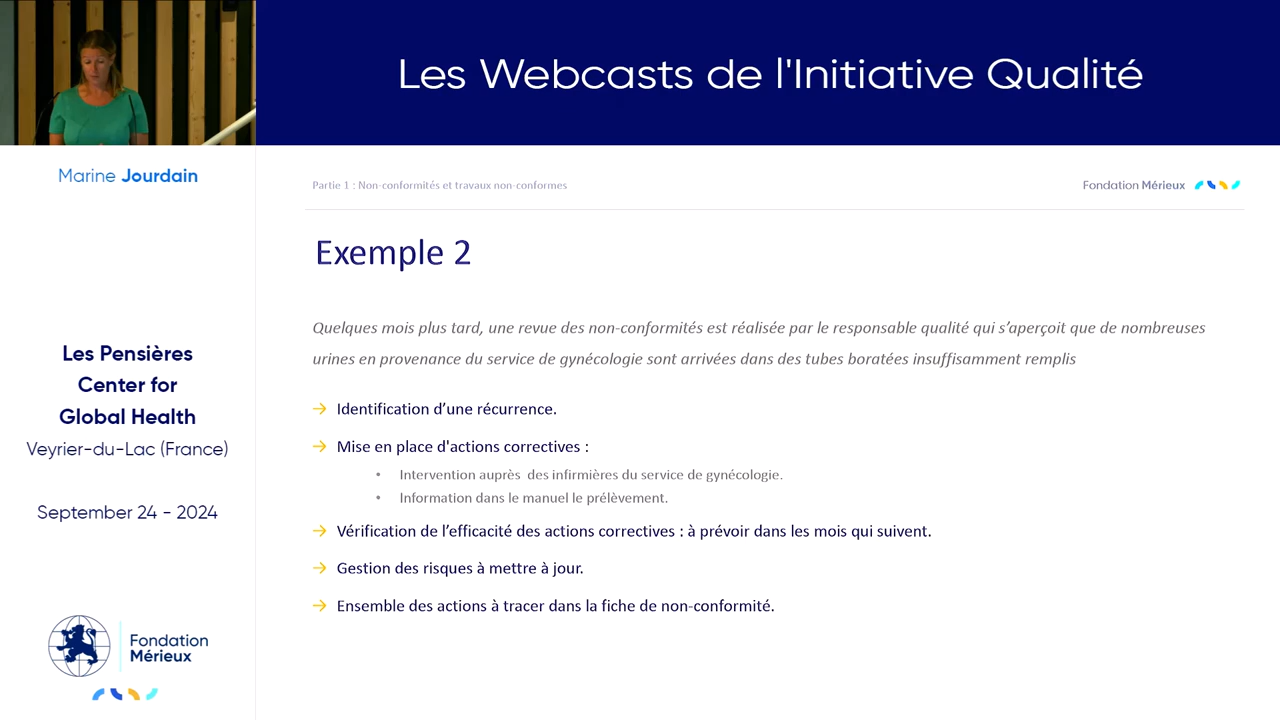 Les Webcasts de l'Initiative Qualité
Marine Jourdain
Partie 1 : Non-conformités et travaux non-conformes
Fondation Mérieux
Exemple 2
Quelques mois plus tard, une revue des non-conformités est réalisée par le responsable qualité qui s’aperçoit que de nombreuses
urines en provenance du service de gynécologie sont arrivées dans des tubes boratées insuffisamment remplis
→ Identification d’une récurrence.
→ Mise en place d'actions correctives :
• Intervention auprès des infirmières du service de gynécologie.
• Information dans le manuel le prélèvement.
→ Vérification de l’efficacité des actions correctives : à prévoir dans les mois qui suivent.
→ Gestion des risques à mettre à jour.
→ Ensemble des actions à tracer dans la fiche de non-conformité.
Les Pensières
Center for
Global Health
Veyrier-du-Lac (France)
September 24 - 2024
Fondation
Mérieux